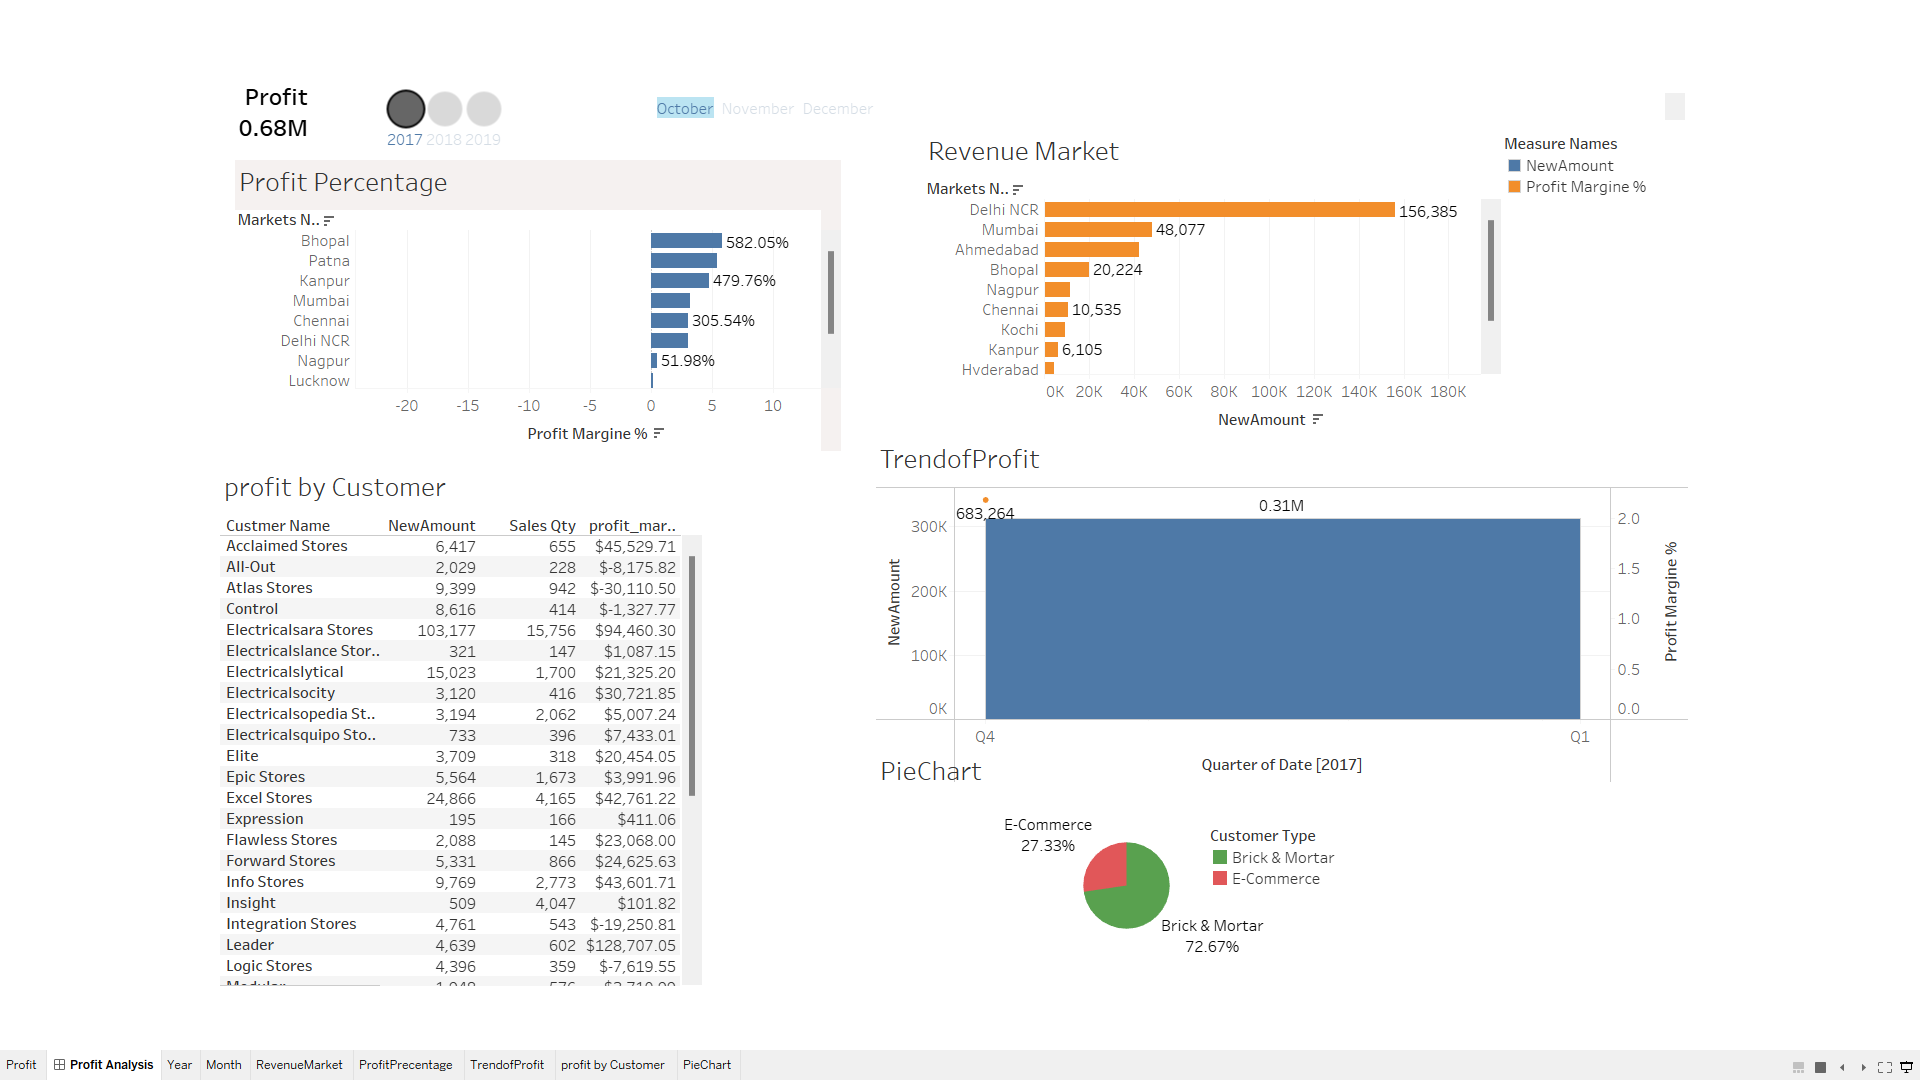 Profit
0.68M
2017 2018 2019
October November December
Profit Percentage
Markets N..
Bhopal 582.05%
Patna
Kanpur 479.76%
Mumbai
Chennai 305.54%
Delhi NCR
Nagpur 51.98%
Lucknow
-20 -15 -10 -5 0 5 10
Profit Margine %
Revenue Market
Markets N..
Delhi NCR 156,385
Mumbai 48,077
Ahmedabad
Bhopal 20,224
Nagpur
Chennai 10,535
Kochi
Kanpur 6,105
Hyderabad
0K 20K 40K 60K 80K 100K 120K 140K 160K 180K
NewAmount
Measure Names
NewAmount
Profit Margine %
profit by Customer
Custmer Name NewAmount Sales Qty profit_mar..
Acclaimed Stores 6,417 655 $45,529.71
All-Out 2,029 228 $-8,175.82
Atlas Stores 9,399 942 $-30,110.50
Control 8,616 414 $-1,327.77
Electricalsara Stores 103,177 15,756 $94,460.30
Electricalslance Stor.. 321 147 $1,087.15
Electricalslytical 15,023 1,700 $21,325.20
Electricalsocity 3,120 416 $30,721.85
Electricalsopedia St.. 3,194 2,062 $5,007.24
Electricalsquipo Sto.. 733 396 $7,433.01
Elite 3,709 318 $20,454.05
Epic Stores 5,564 1,673 $3,991.96
Excel Stores 24,866 4,165 $42,761.22
Expression 195 166 $411.06
Flawless Stores 2,088 145 $23,068.00
Forward Stores 5,331 866 $24,625.63
Info Stores 9,769 2,773 $43,601.71
Insight 509 4,047 $101.82
Integration Stores 4,761 543 $-19,250.81
Leader 4,639 602 $128,707.05
Logic Stores 4,396 359 $-7,619.55
TrendofProfit
683,264
0.31M
300K
200K
100K
0K
NewAmount
2.0
1.5
1.0
0.5
0.0
Profit Margine %
Q4 Q1
Quarter of Date [2017]
PieChart
E-Commerce
27.33%
Brick & Mortar
72.67%
Customer Type
Brick & Mortar
E-Commerce
Profit Profit Analysis Year Month RevenueMarket ProfitPrecentage TrendofProfit profit by Customer PieChart